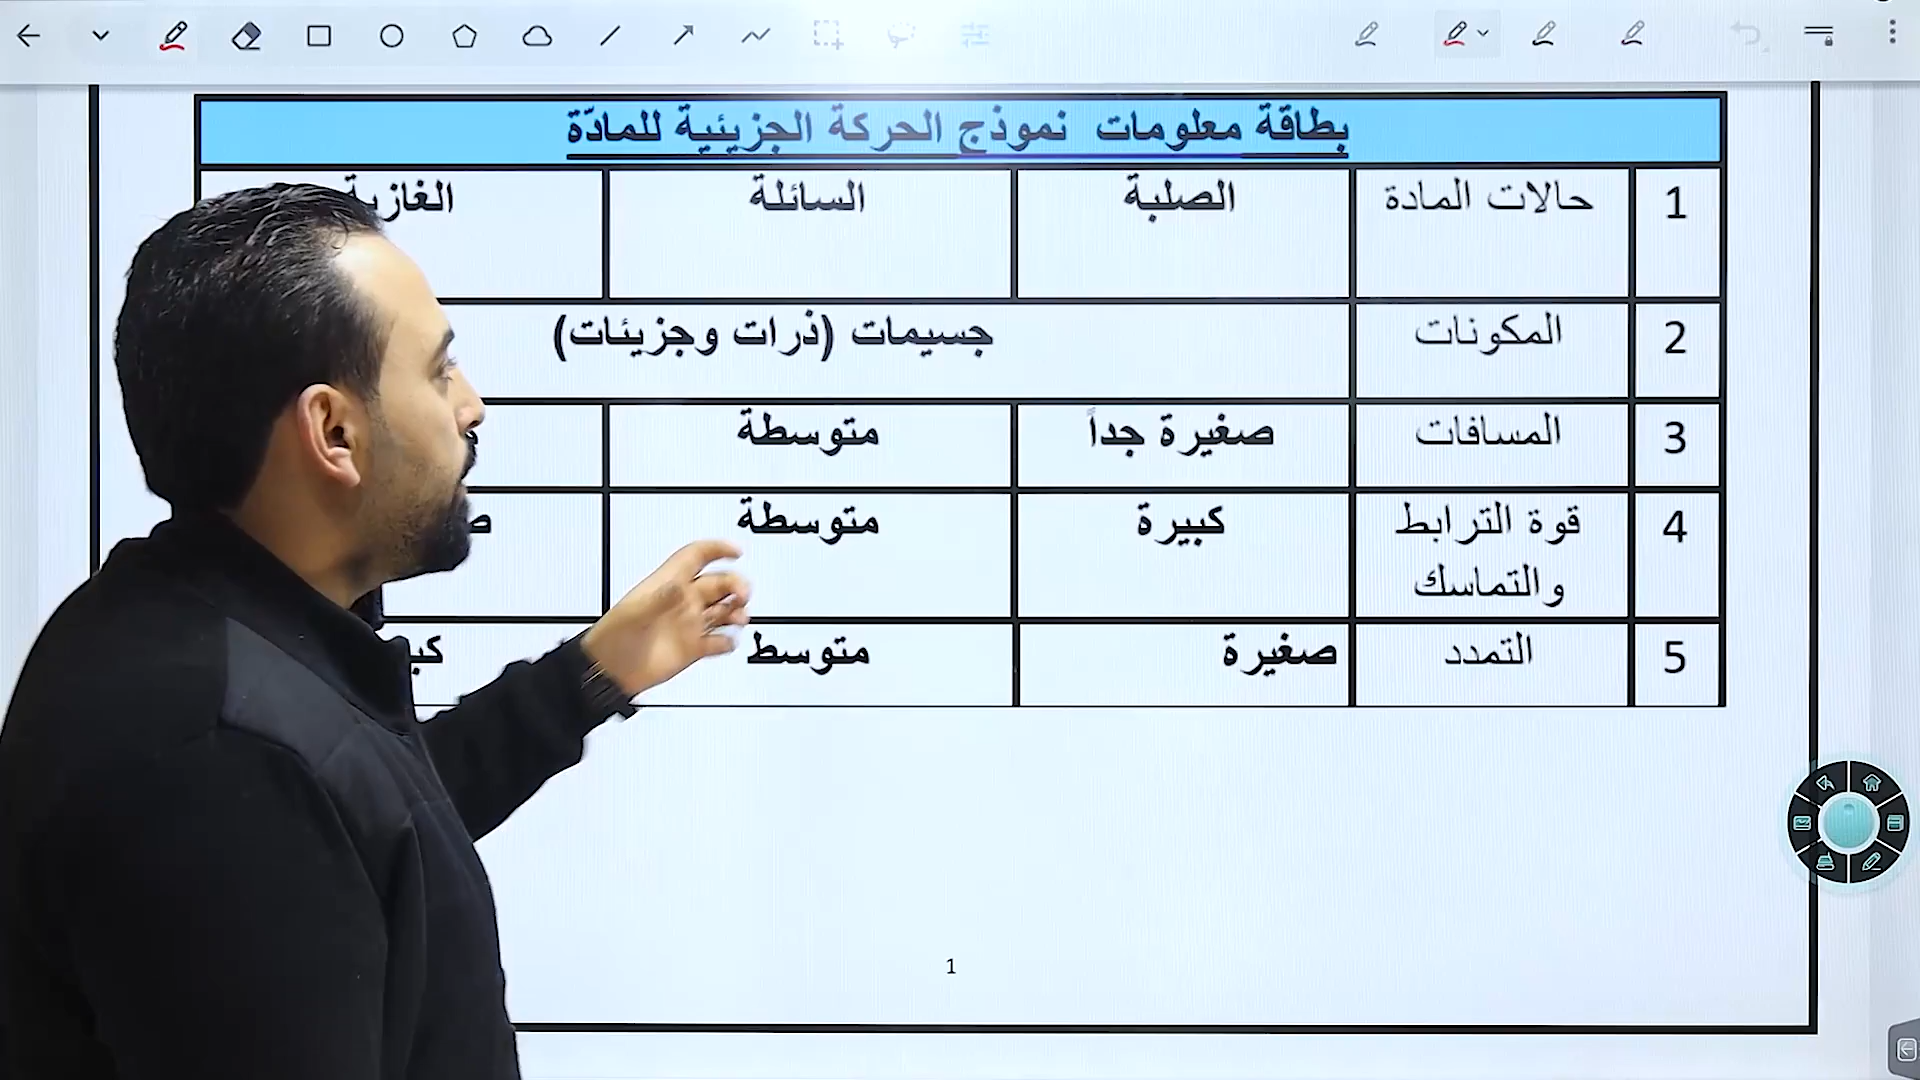 بطاقة معلومات نموذج الحركة الجزيئية للمادّة
1 حالات المادة الصلبة السائلة
2 المكونات جسيمات (ذرات وجزيئات)
3 المسافات صغيرة جداً متوسطة
4 قوة الترابط كبيرة متوسطة
والتماسك
5 التمدد صغيرة متوسط
1